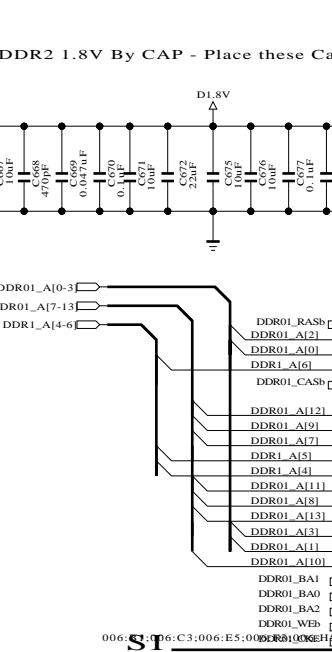 DDR2 1.8V By CAP - Place these Ca
D1.8V
10uF
C668
470pF
C669
0.047uF
C670
0.1uF
C671
10uF
C672
22uF
C675
10uF
C676
10uF
C677
0.1uF
DDR01_A[0-3]
DR01_A[7-13]
DDR1_A[4-6]
DDR01_RASb
DDR01_A[2]
DDR01_A[0]
DDR1_A[6]
DDR01_CASb
DDR01_A[12]
DDR01_A[9]
DDR01_A[7]
DDR1_A[5]
DDR1_A[4]
DDR01_A[11]
DDR01_A[8]
DDR01_A[13]
DDR01_A[3]
DDR01_A[1]
DDR01_A[10]
DDR01_BA1
DDR01_BA0
DDR01_BA2
DDR01_WEb